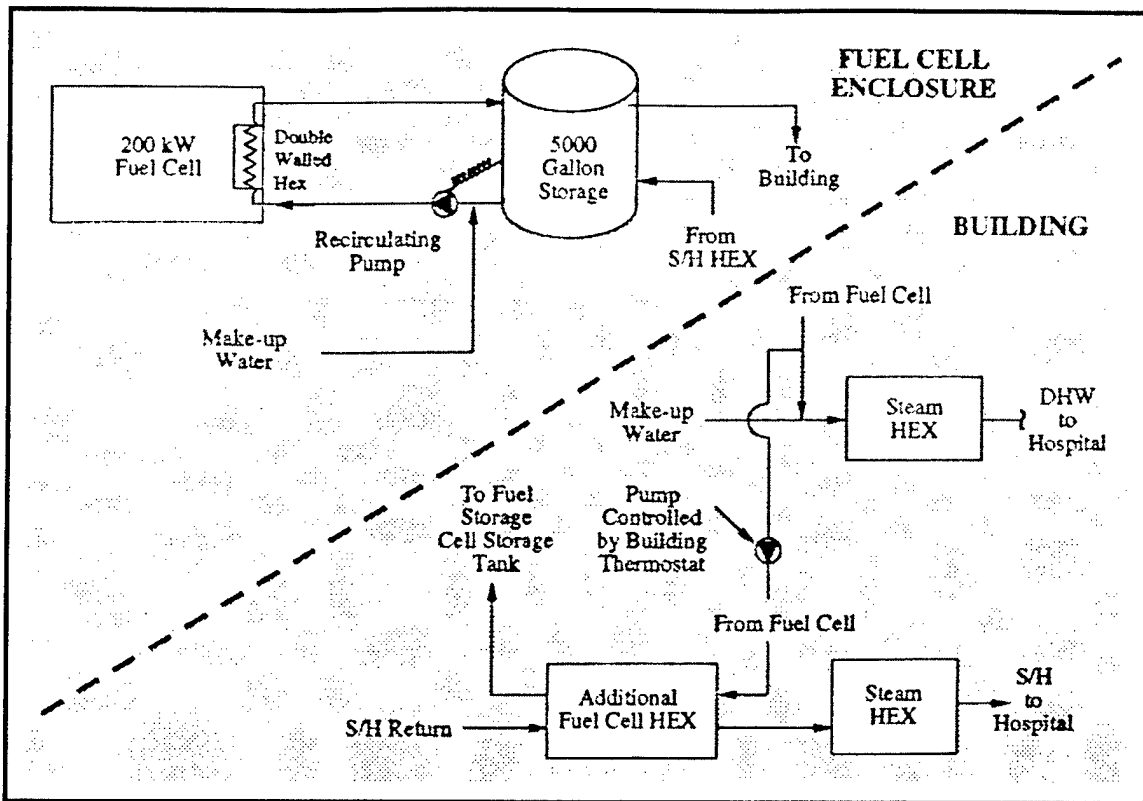 FUEL CELL
ENCLOSURE
200 kW
Fuel Cell
Double
Walled
Hex
5000
Gallon
Storage
To
Building
Recirculating
Pump
From
S/H HEX
BUILDING
Make-up
Water
From Fuel Cell
Make-up
Water
Steam
HEX
DHW
to
Hospital
To Fuel
Storage
Cell Storage
Tank
Pump
Controlled
by Building
Thermostat
From Fuel Cell
S/H Return
Additional
Fuel Cell HEX
Steam
HEX
S/H
to
Hospital